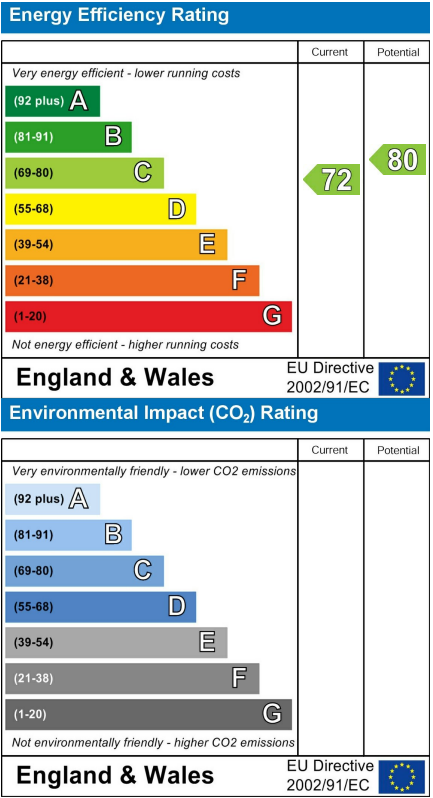 Energy Efficiency Rating
Current Potential
Very energy efficient - lower running costs
(92 plus) A
(81-91) B
(69-80) C
(55-68) D
(39-54) E
(21-38) F
(1-20) G
72
80
Not energy efficient - higher running costs
England & Wales
EU Directive
2002/91/EC
Environmental Impact (CO₂) Rating
Current Potential
Very environmentally friendly - lower CO2 emissions
(92 plus) A
(81-91) B
(69-80) C
(55-68) D
(39-54) E
(21-38) F
(1-20) G
Not environmentally friendly - higher CO2 emissions
England & Wales
EU Directive
2002/91/EC